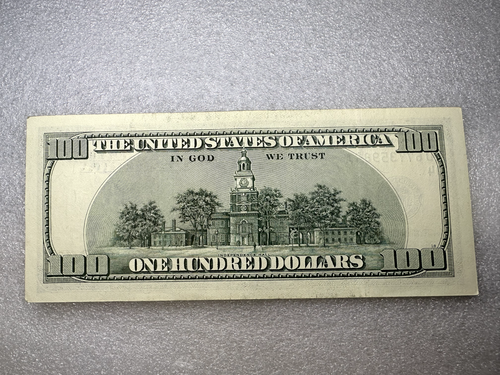 100 THE UNITED STATES OF AMERICA 100
IN GOD WE TRUST
100 ONE HUNDRED DOLLARS 100